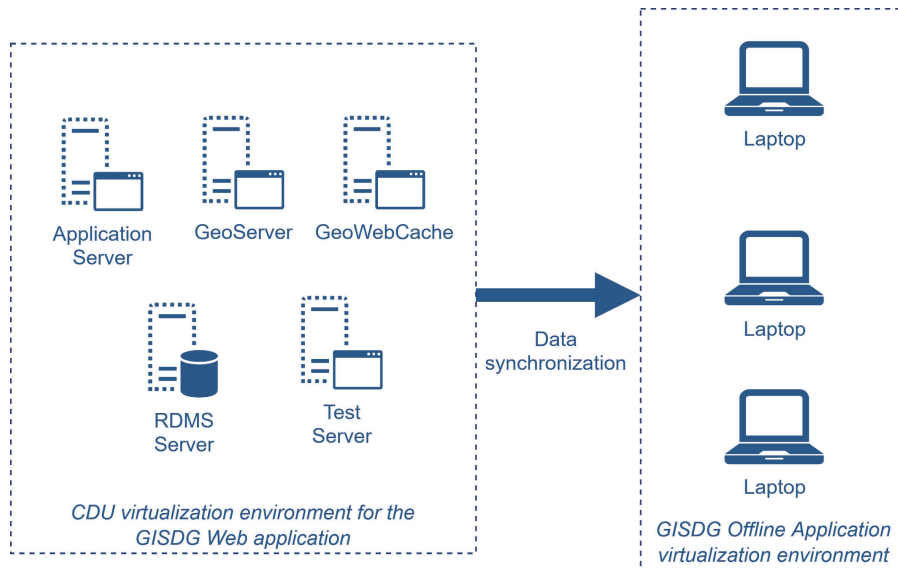 Application
Server
GeoServer
GeoWebCache
RDMS
Server
Test
Server
CDU virtualization environment for the
GISDG Web application
Data
synchronization
Laptop
Laptop
Laptop
GISDG Offline Application
virtualization environment